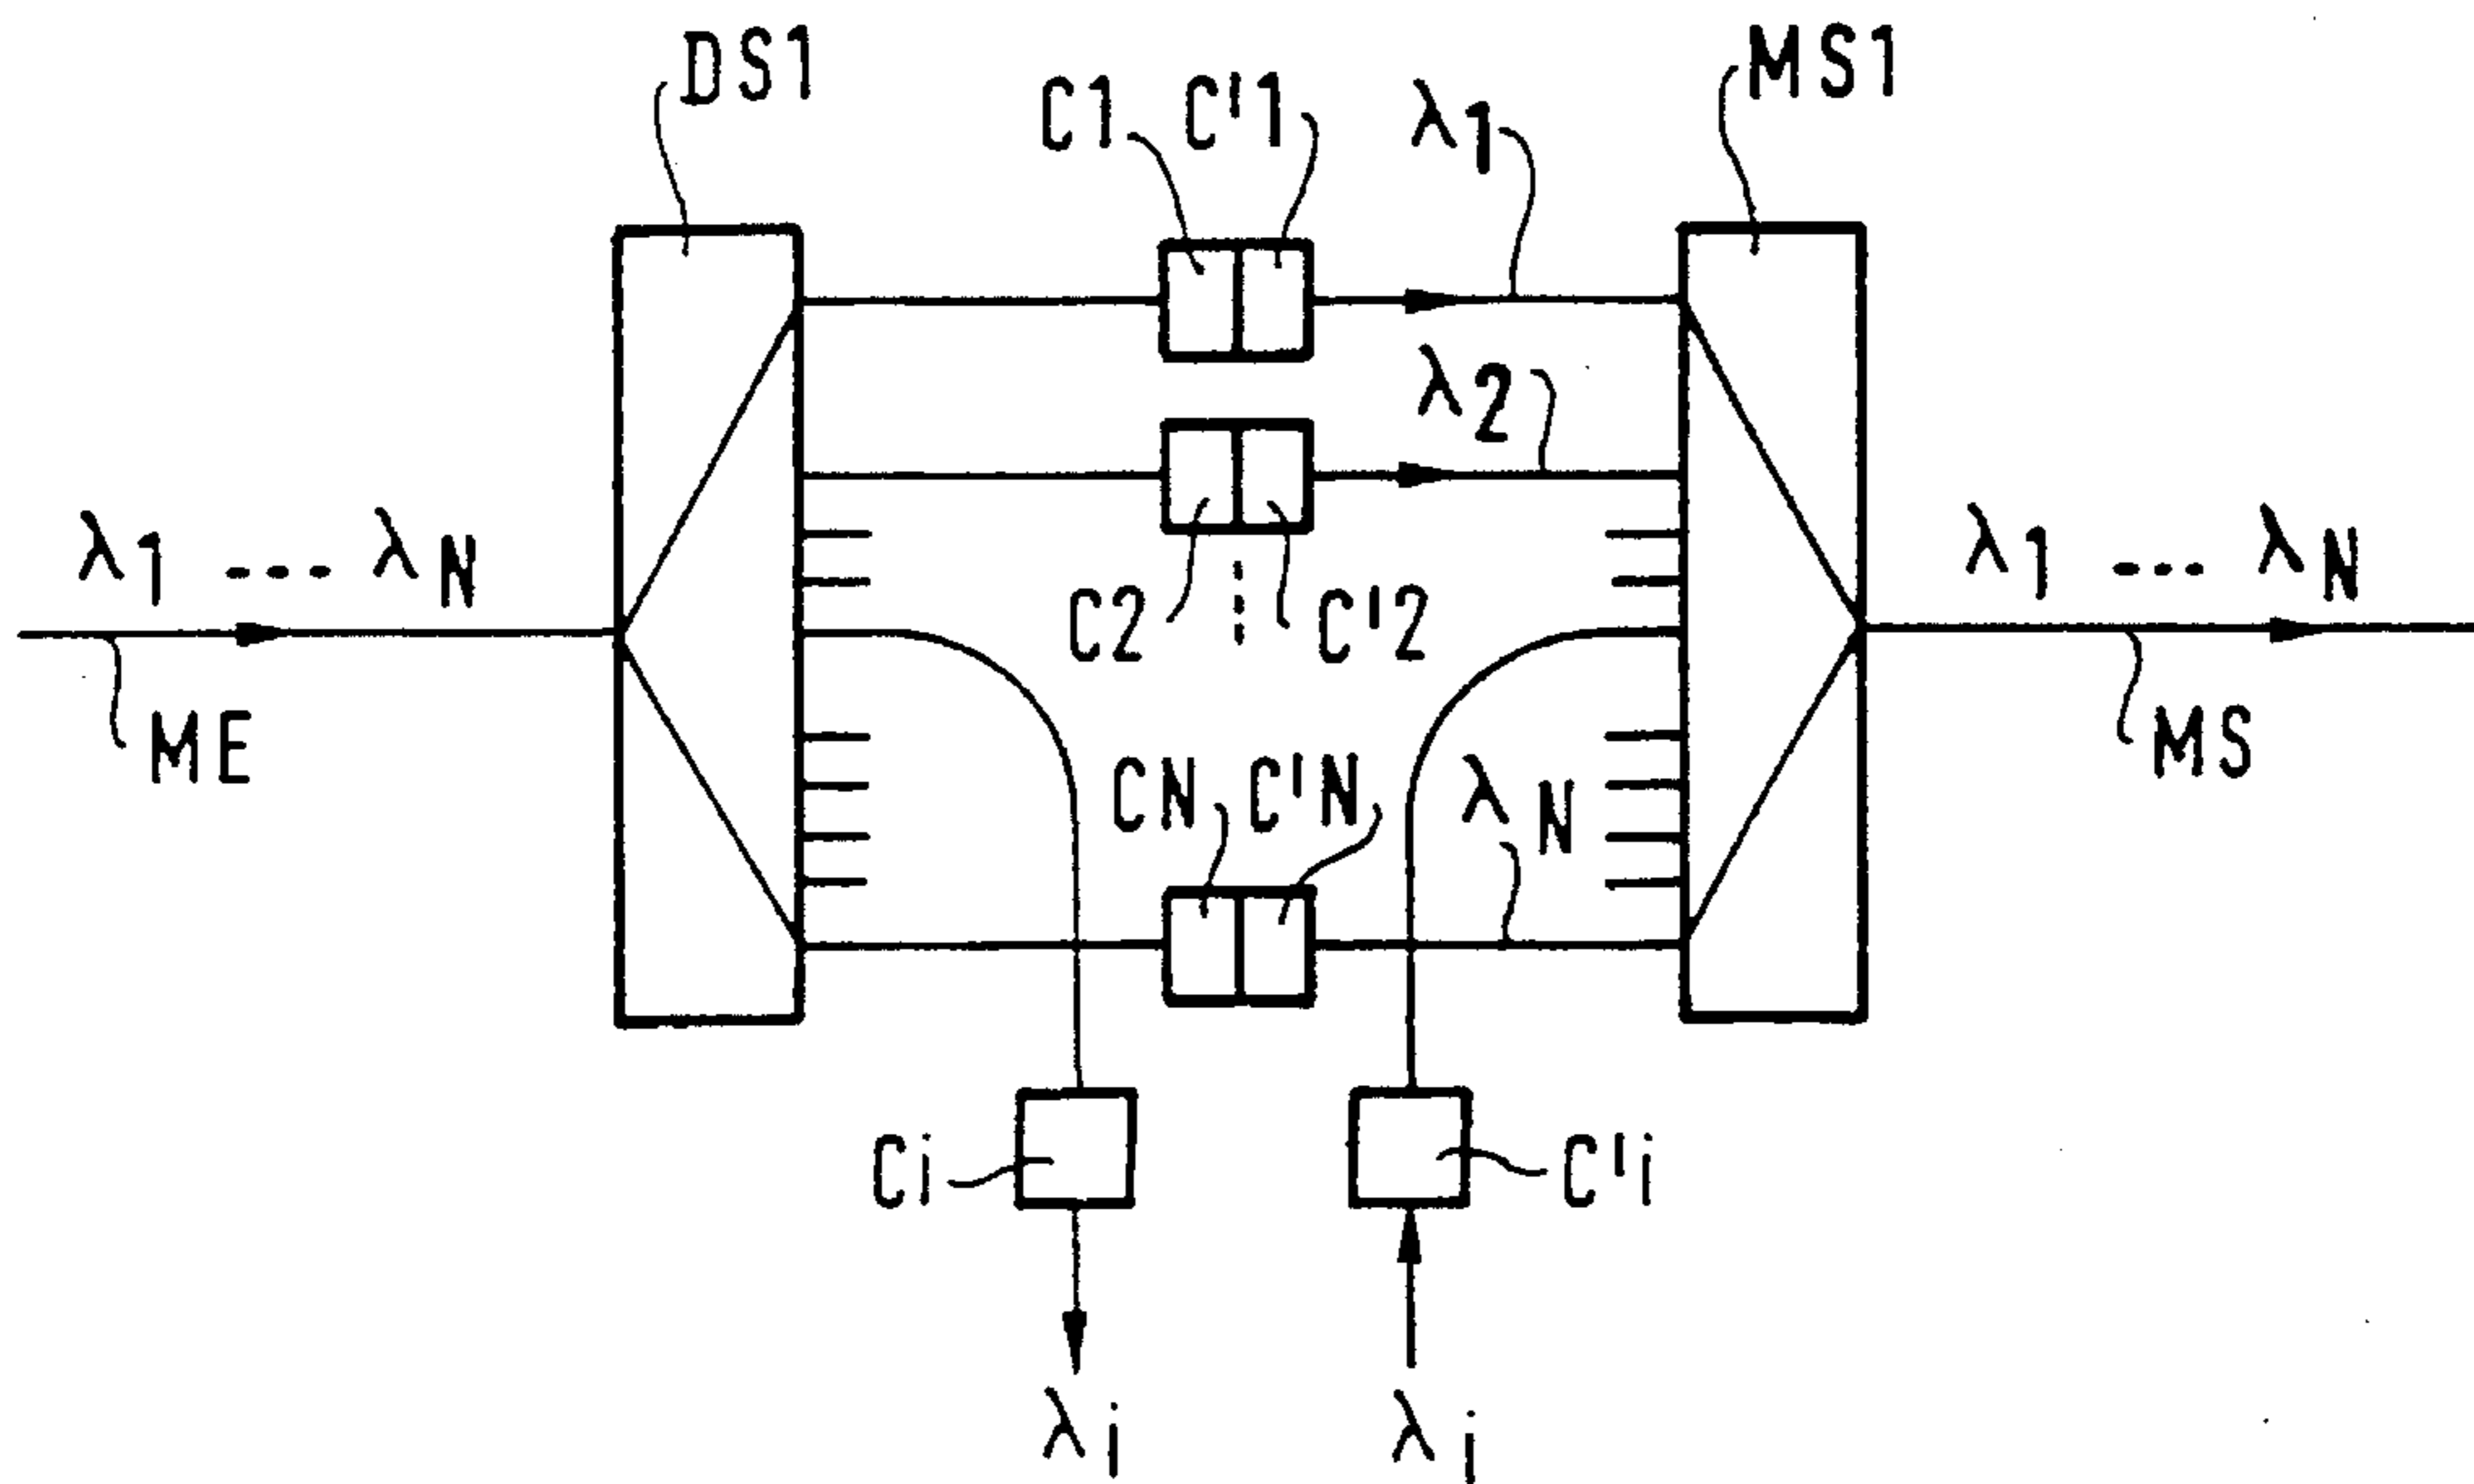 DS1
MS1
C1 C'1 λ1
λ2
λ1 --- λN
λ1 --- λN
C2 C'2
ME
MS
CN C'N λN
Ci
C'i
λi
λi